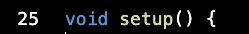 25 void setup() {